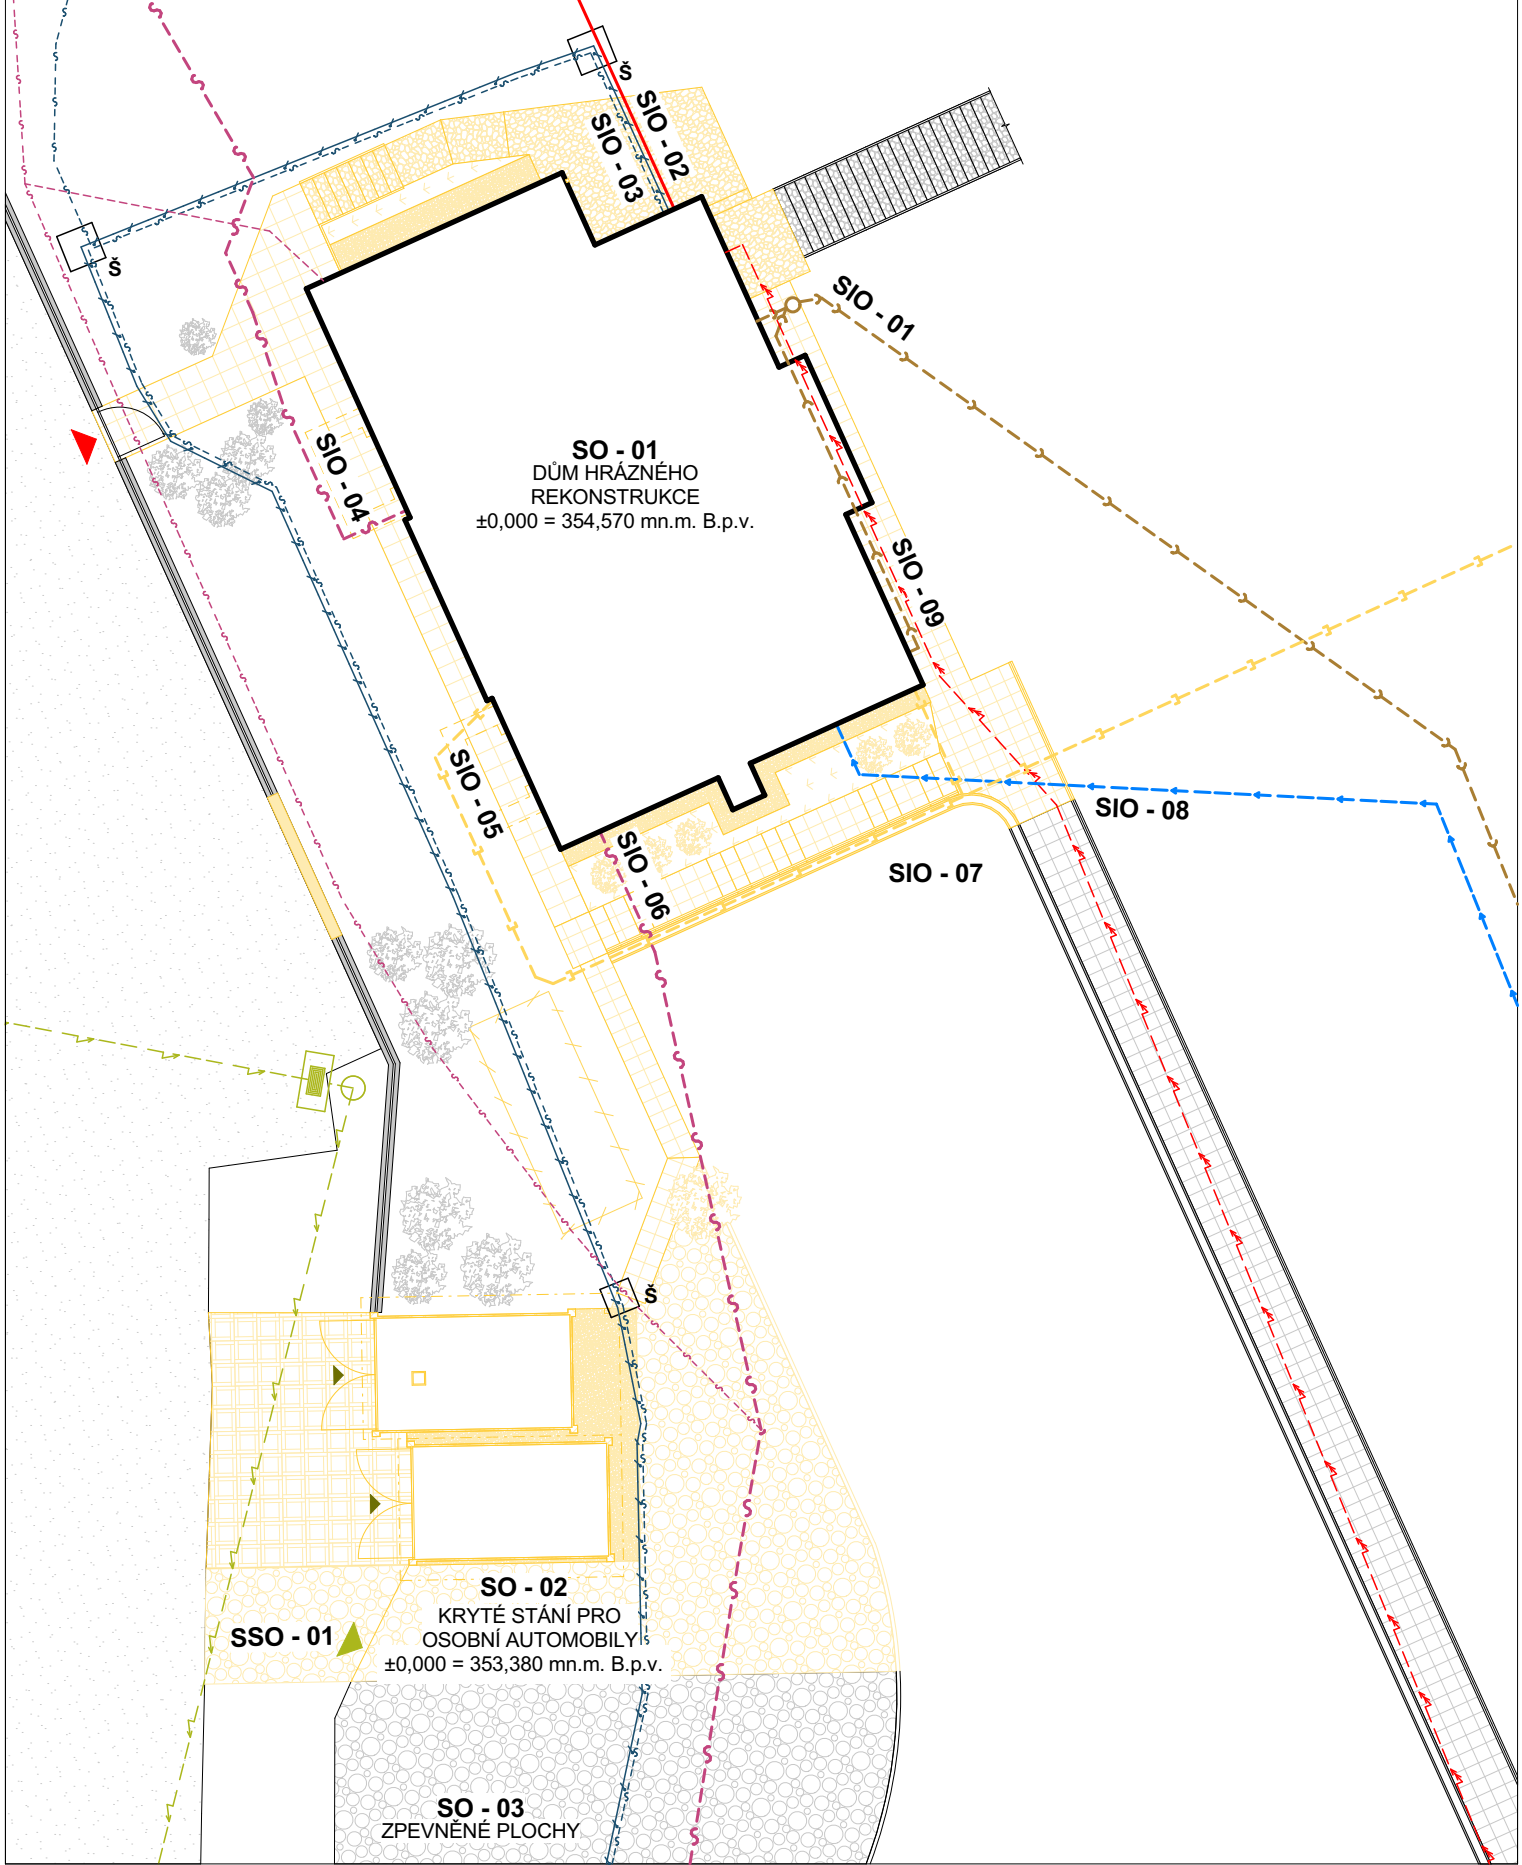 Š
SIO - 02
SIO - 03
Š
SIO - 01
SIO - 04
SO - 01
DŮM HRÁZNÉHO
REKONSTRUKCE
±0,000 = 354,570 mn.m. B.p.v.
SIO - 09
SIO - 05
SIO - 08
SIO - 06
SIO - 07
Š
SO - 02
KRYTÉ STÁNÍ PRO
OSOBNÍ AUTOMOBILY
±0,000 = 353,380 mn.m. B.p.v.
SSO - 01
SO - 03
ZPEVNĚNÉ PLOCHY